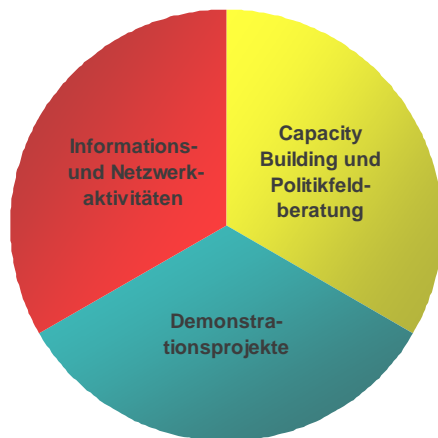 Informations-
und Netzwerk-
aktivitäten
Capacity
Building und
Politikfeld-
beratung
Demonstra-
tionsprojekte